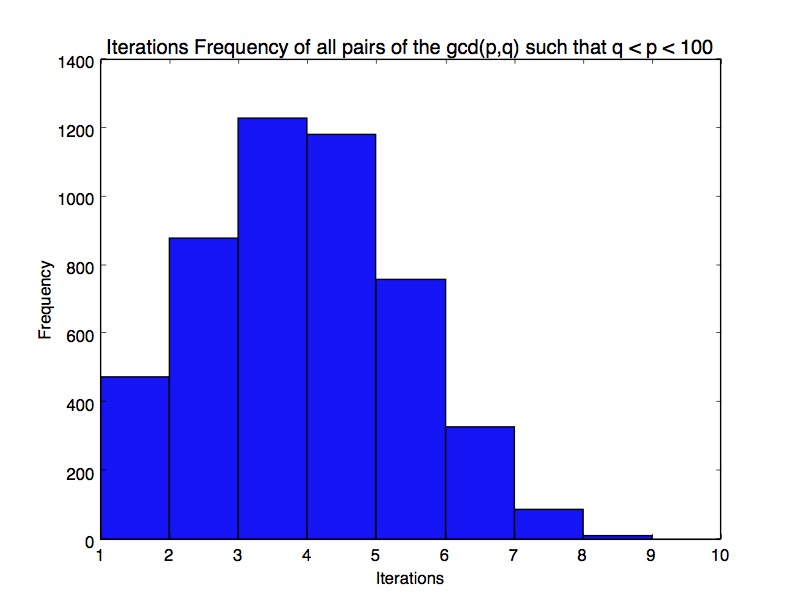 Iterations Frequency of all pairs of the gcd(p,q) such that q < p < 100
1400
1200
1000
800
600
400
200
0
Frequency
1 2 3 4 5 6 7 8 9 10
Iterations